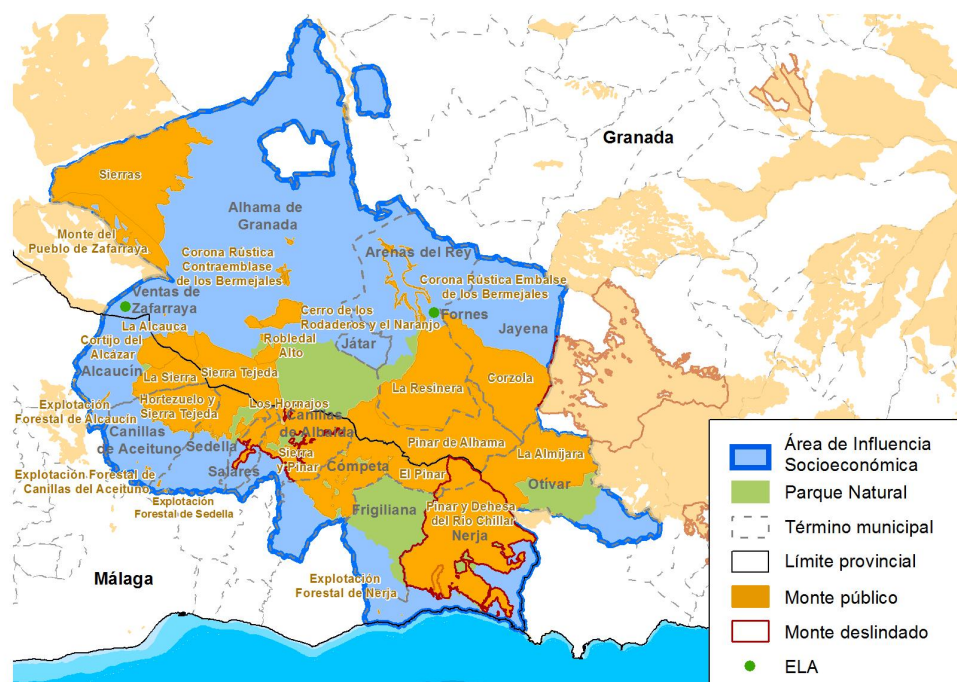 Granada
Sierras
Alhama de
Granada
Monte del
Pueblo de Zafarraya
Arenas del Rey
Corona Rústica
Contraemblase
de los Bermejales
Corona Rústica Embalse
de los Bermejales
Ventas de
Zafarraya
Cerro de los
Rodaderos y el Naranjo
Fornes
La Alcauca
Jayena
Cortijo del
Alcázar
Robledal
Alto
Játar
Alcaucín
La Sierra
Sierra Tejeda
Corzola
La Resinera
Hortezuelo y
Sierra Tejeda
Los Hornajos
Explotación
Forestal de Alcaucín
Canillas
de Albaida
Canillas
de Aceituno
Sedella
Pinar de Alhama
Sierra
y Pinar
La Almijara
Explotación Forestal de
Canillas del Aceituno
Salares
Cómpeta
El Pinar
Otívar
Explotación
Forestal de Sedella
Frigiliana
Pinar y Dehesa
del Río Chillar
Nerja
Málaga
Explotación
Forestal de Nerja
Área de Influencia
Socioeconómica
Parque Natural
Término municipal
Límite provincial
Monte público
Monte deslindado
ELA